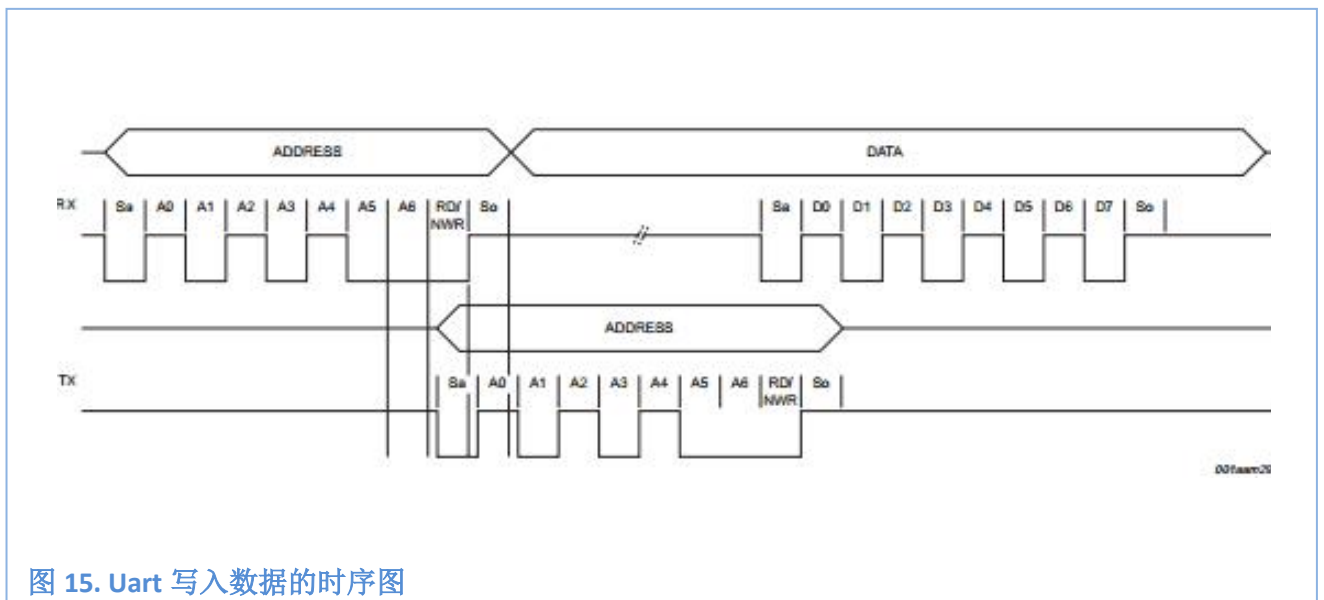 ADDRESS DATA
RX Sa A0 A1 A2 A3 A4 A5 A6 RD/ NWR So Sa D0 D1 D2 D3 D4 D5 D6 D7 So
ADDRESS
TX Sa A0 A1 A2 A3 A4 A5 A6 RD/ NWR So
001aam29
图 15. Uart 写入数据的时序图